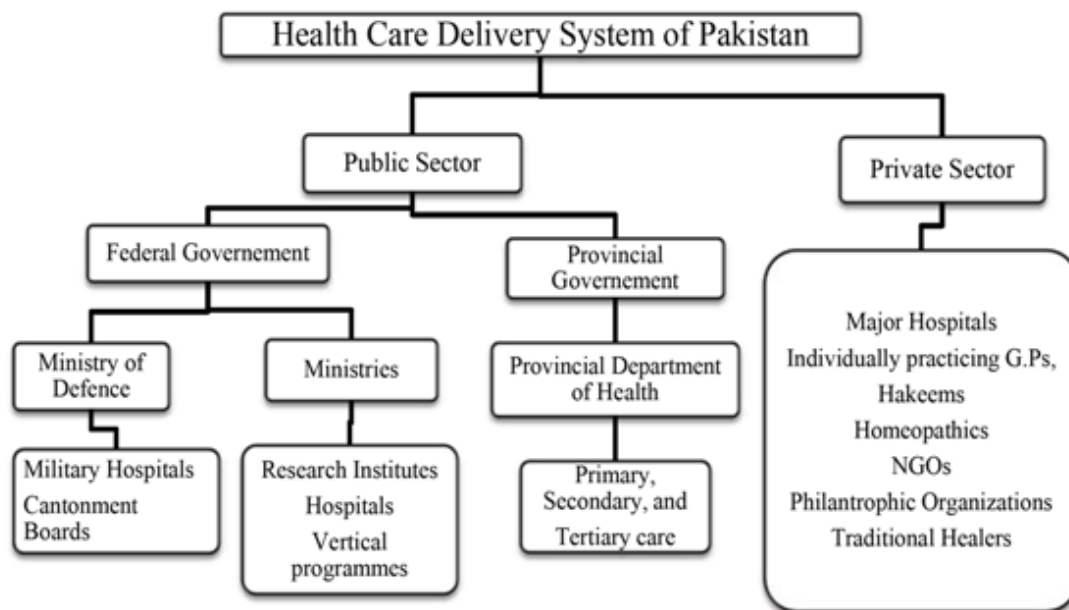 Health Care Delivery System of Pakistan
Public Sector
Private Sector
Federal Governement
Provincial
Governement
Ministry of
Defence
Ministries
Provincial Department
of Health
Military Hospitals
Cantonment
Boards
Research Institutes
Hospitals
Vertical
programmes
Primary,
Secondary, and
Tertiary care
Major Hospitals
Individually practicing G.Ps,
Hakeems
Homeopathics
NGOs
Philantrophic Organizations
Traditional Healers